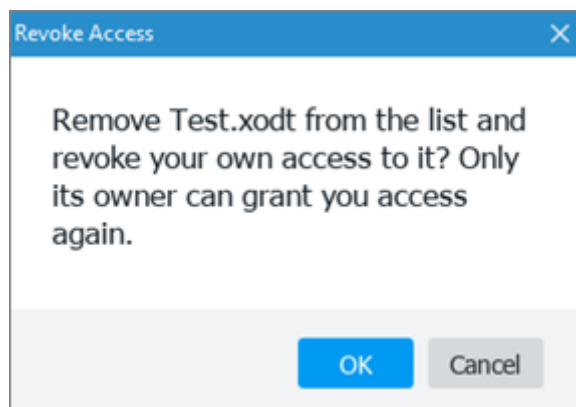 Revoke Access
Remove Test.xodt from the list and
revoke your own access to it? Only
its owner can grant you access
again.
OK
Cancel